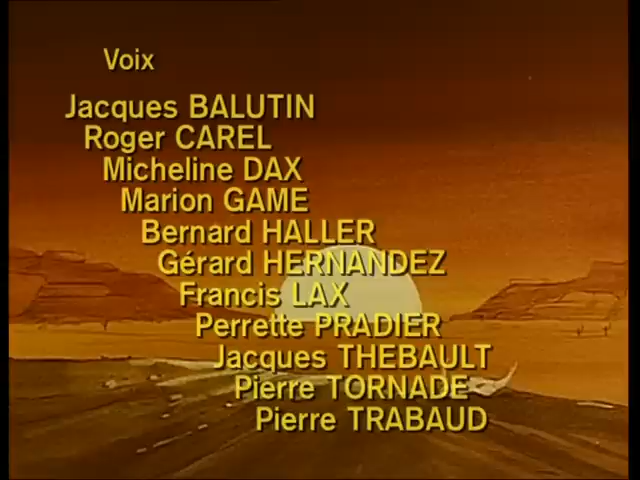 Voix
Jacques BALUTIN
Roger CAREL
Micheline DAX
Marion GAME
Bernard HALLER
Gérard HERNANDEZ
Francis LAX
Perrette PRADIER
Jacques THEBAULT
Pierre TORNADE
Pierre TRABAUD